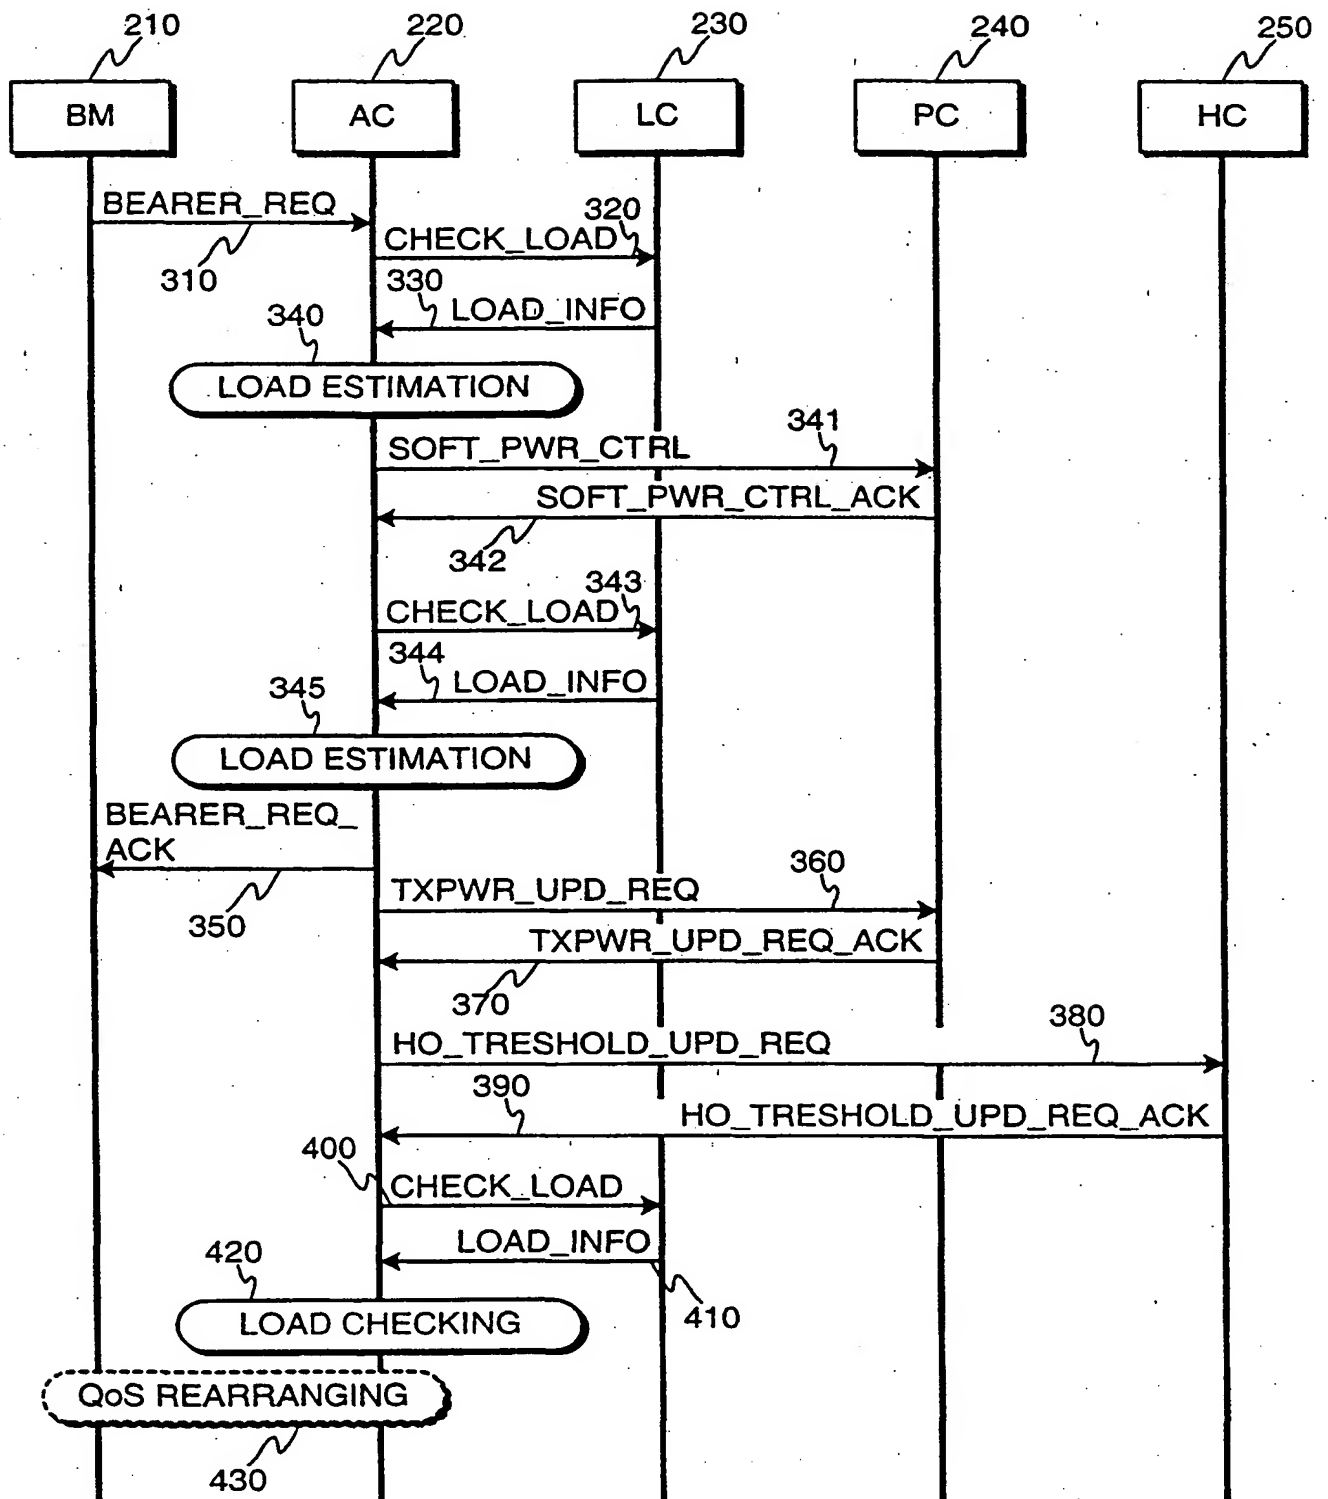 210
220
230
240
250
BM
AC
LC
PC
HC
BEARER_REQ
310
320
CHECK_LOAD
330
LOAD_INFO
340
LOAD ESTIMATION
341
SOFT_PWR_CTRL
SOFT_PWR_CTRL_ACK
342
343
CHECK_LOAD
344
LOAD_INFO
345
LOAD ESTIMATION
BEARER_REQ_
ACK
350
360
TXPWR_UPD_REQ
TXPWR_UPD_REQ_ACK
370
380
HO_TRESHOLD_UPD_REQ
390
HO_TRESHOLD_UPD_REQ_ACK
400
CHECK_LOAD
LOAD_INFO
410
420
LOAD CHECKING
QoS REARRANGING
430